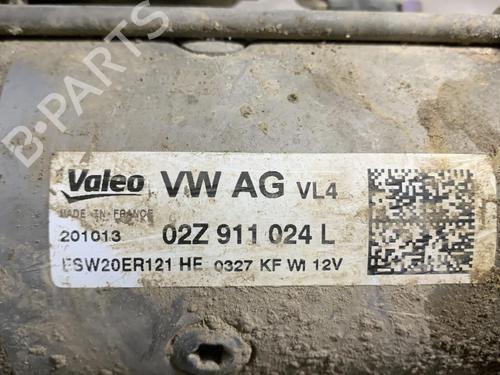 B-PARTS
Valeo VW AG VL4
MADE IN FRANCE
201013 02Z 911 024 L
ESW20ER121 HE 0327 KF WI 12V